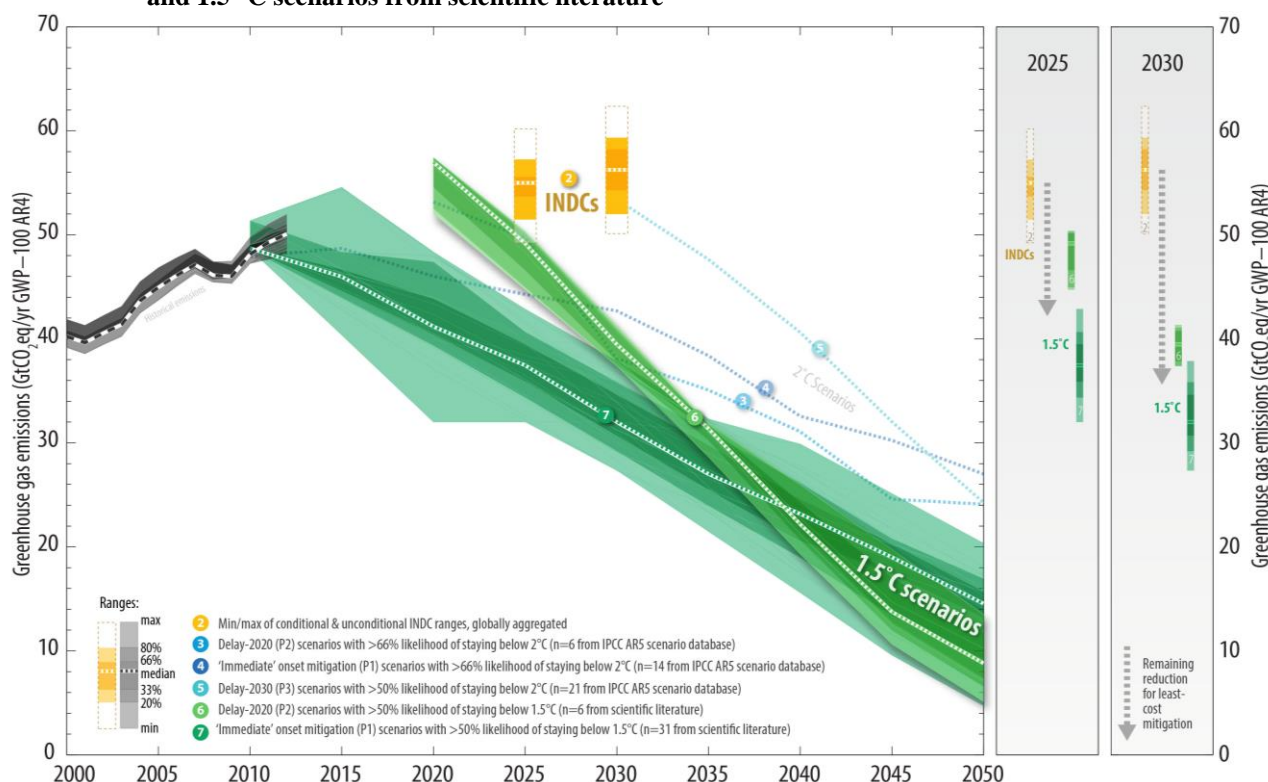 and 1.5 °C scenarios from scientific literature
70
60
50
40
30
20
10
0
Greenhouse gas emissions (GtCO2eq/yr GWP–100 AR4)
2000
2005
2010
2015
2020
2025
2030
2035
2040
2045
2050
Historical emissions
2
INDCs
2°C Scenarios
5
4
3
6
7
1.5°C scenarios
Ranges:
max
80%
66%
median
33%
20%
min
2 Min/max of conditional & unconditional INDC ranges, globally aggregated
3 Delay-2020 (P2) scenarios with >66% likelihood of staying below 2°C (n=6 from IPCC AR5 scenario database)
4 'Immediate' onset mitigation (P1) scenarios with >66% likelihood of staying below 2°C (n=14 from IPCC AR5 scenario database)
5 Delay-2030 (P3) scenarios with >50% likelihood of staying below 2°C (n=21 from IPCC AR5 scenario database)
6 Delay-2020 (P2) scenarios with >50% likelihood of staying below 1.5°C (n=6 from scientific literature)
7 'Immediate' onset mitigation (P1) scenarios with >50% likelihood of staying below 1.5°C (n=31 from scientific literature)
2025
2
INDCs
6
1.5°C
7
2030
2
6
1.5°C
7
Remaining
reduction
for least-
cost
mitigation
70
60
50
40
30
20
10
0
Greenhouse gas emissions (GtCO2eq/yr GWP–100 AR4)